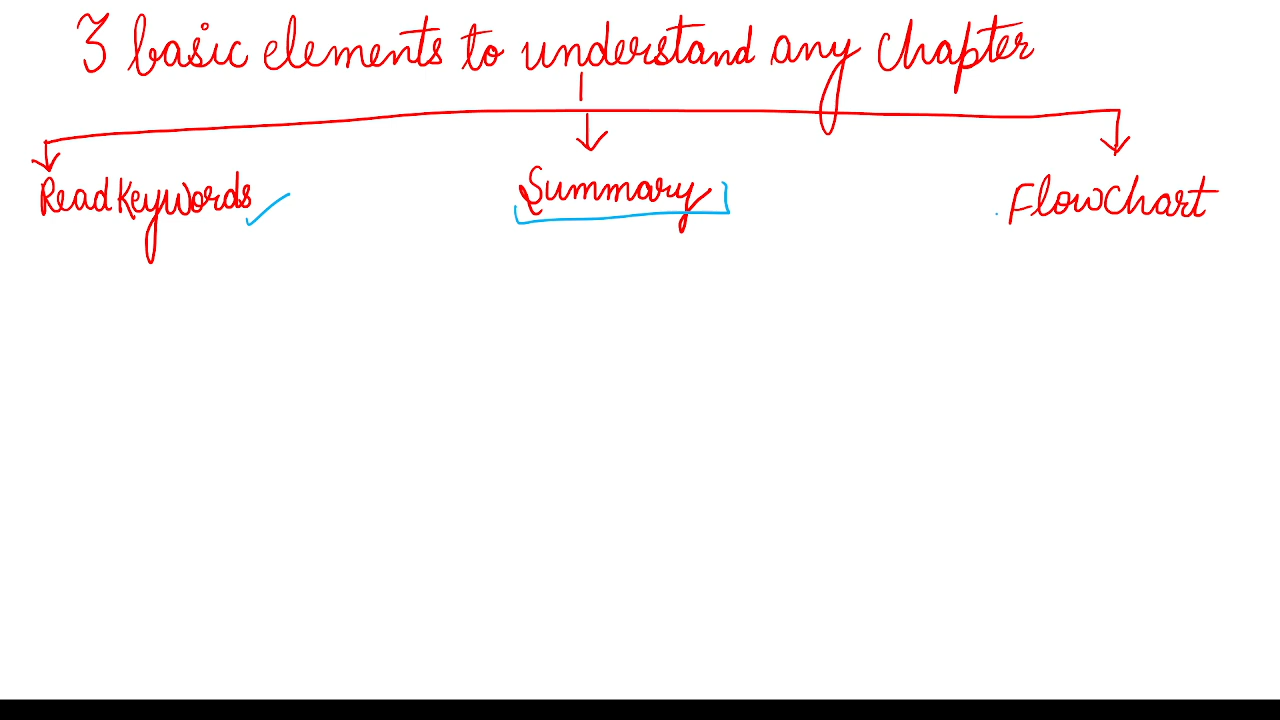 3 basic elements to understand any chapter
Read Keywords
Summary
Flowchart